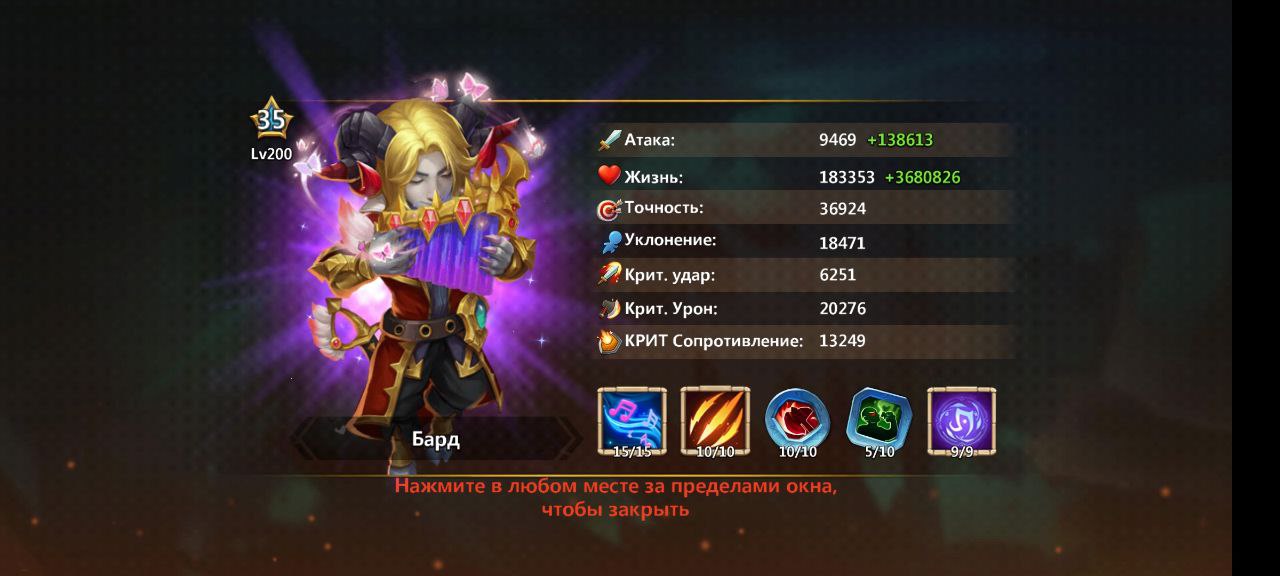 35
Lv200
Атака: 9469 +138613
Жизнь: 183353 +3680826
Точность: 36924
Уклонение: 18471
Крит. удар: 6251
Крит. Урон: 20276
КРИТ Сопротивление: 13249
15/15 10/10 10/10 5/10 9/9
Бард
Нажмите в любом месте за пределами окна,
чтобы закрыть